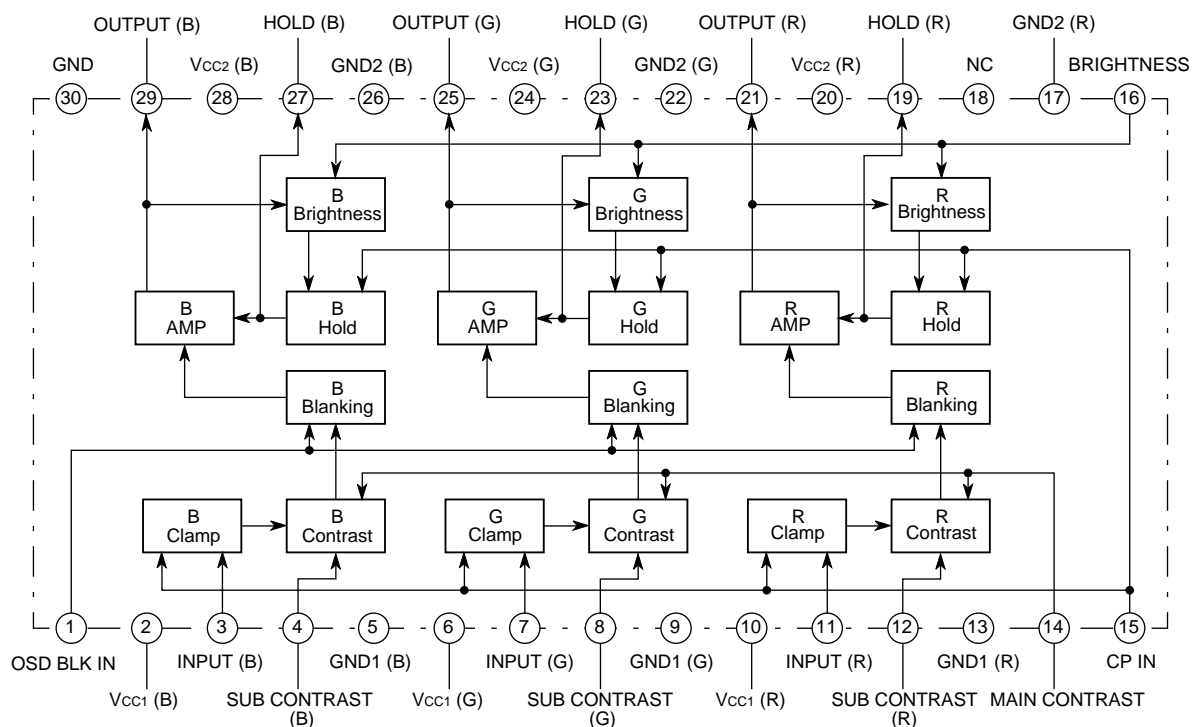 OUTPUT (B) HOLD (B) OUTPUT (G) HOLD (G) OUTPUT (R) HOLD (R) GND2 (R)
GND VCC2 (B) GND2 (B) VCC2 (G) GND2 (G) VCC2 (R) NC BRIGHTNESS
30 29 28 27 26 25 24 23 22 21 20 19 18 17 16
B
Brightness
G
Brightness
R
Brightness
B
AMP
B
Hold
G
AMP
G
Hold
R
AMP
R
Hold
B
Blanking
G
Blanking
R
Blanking
B
Clamp
B
Contrast
G
Clamp
G
Contrast
R
Clamp
R
Contrast
1 2 3 4 5 6 7 8 9 10 11 12 13 14 15
OSD BLK IN INPUT (B) GND1 (B) INPUT (G) GND1 (G) INPUT (R) GND1 (R) CP IN
VCC1 (B) SUB CONTRAST (B) VCC1 (G) SUB CONTRAST (G) VCC1 (R) SUB CONTRAST (R) MAIN CONTRAST